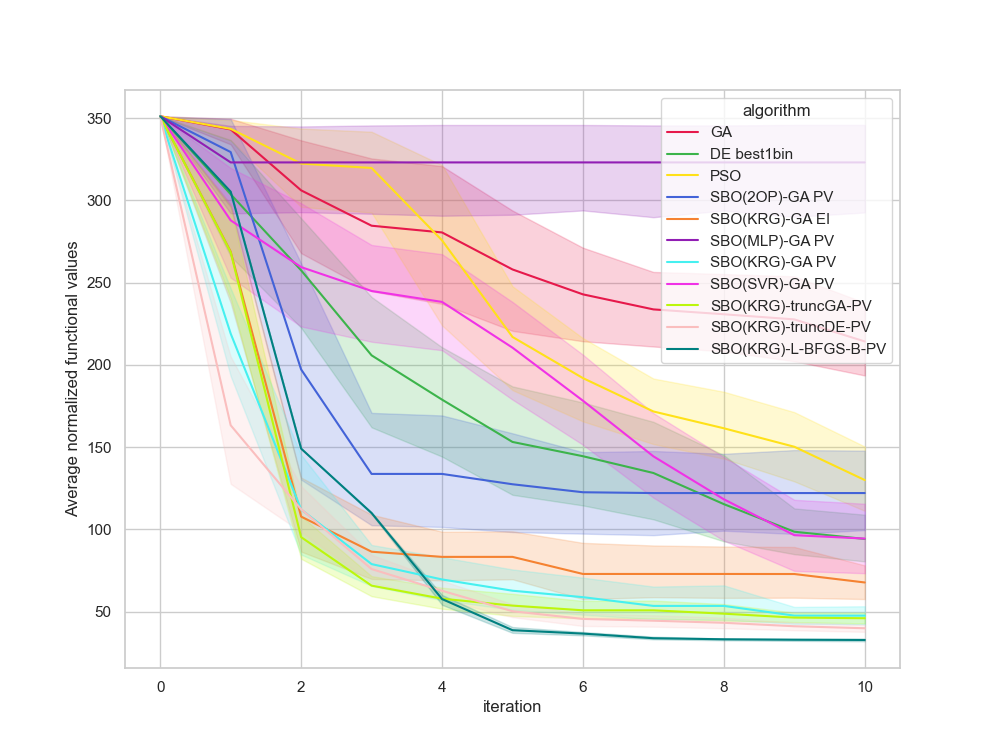 algorithm
GA
DE best1bin
PSO
SBO(2OP)-GA PV
SBO(KRG)-GA EI
SBO(MLP)-GA PV
SBO(KRG)-GA PV
SBO(SVR)-GA PV
SBO(KRG)-truncGA-PV
SBO(KRG)-truncDE-PV
SBO(KRG)-L-BFGS-B-PV
Average normalized functional values
350
300
250
200
150
100
50
0 2 4 6 8 10
iteration